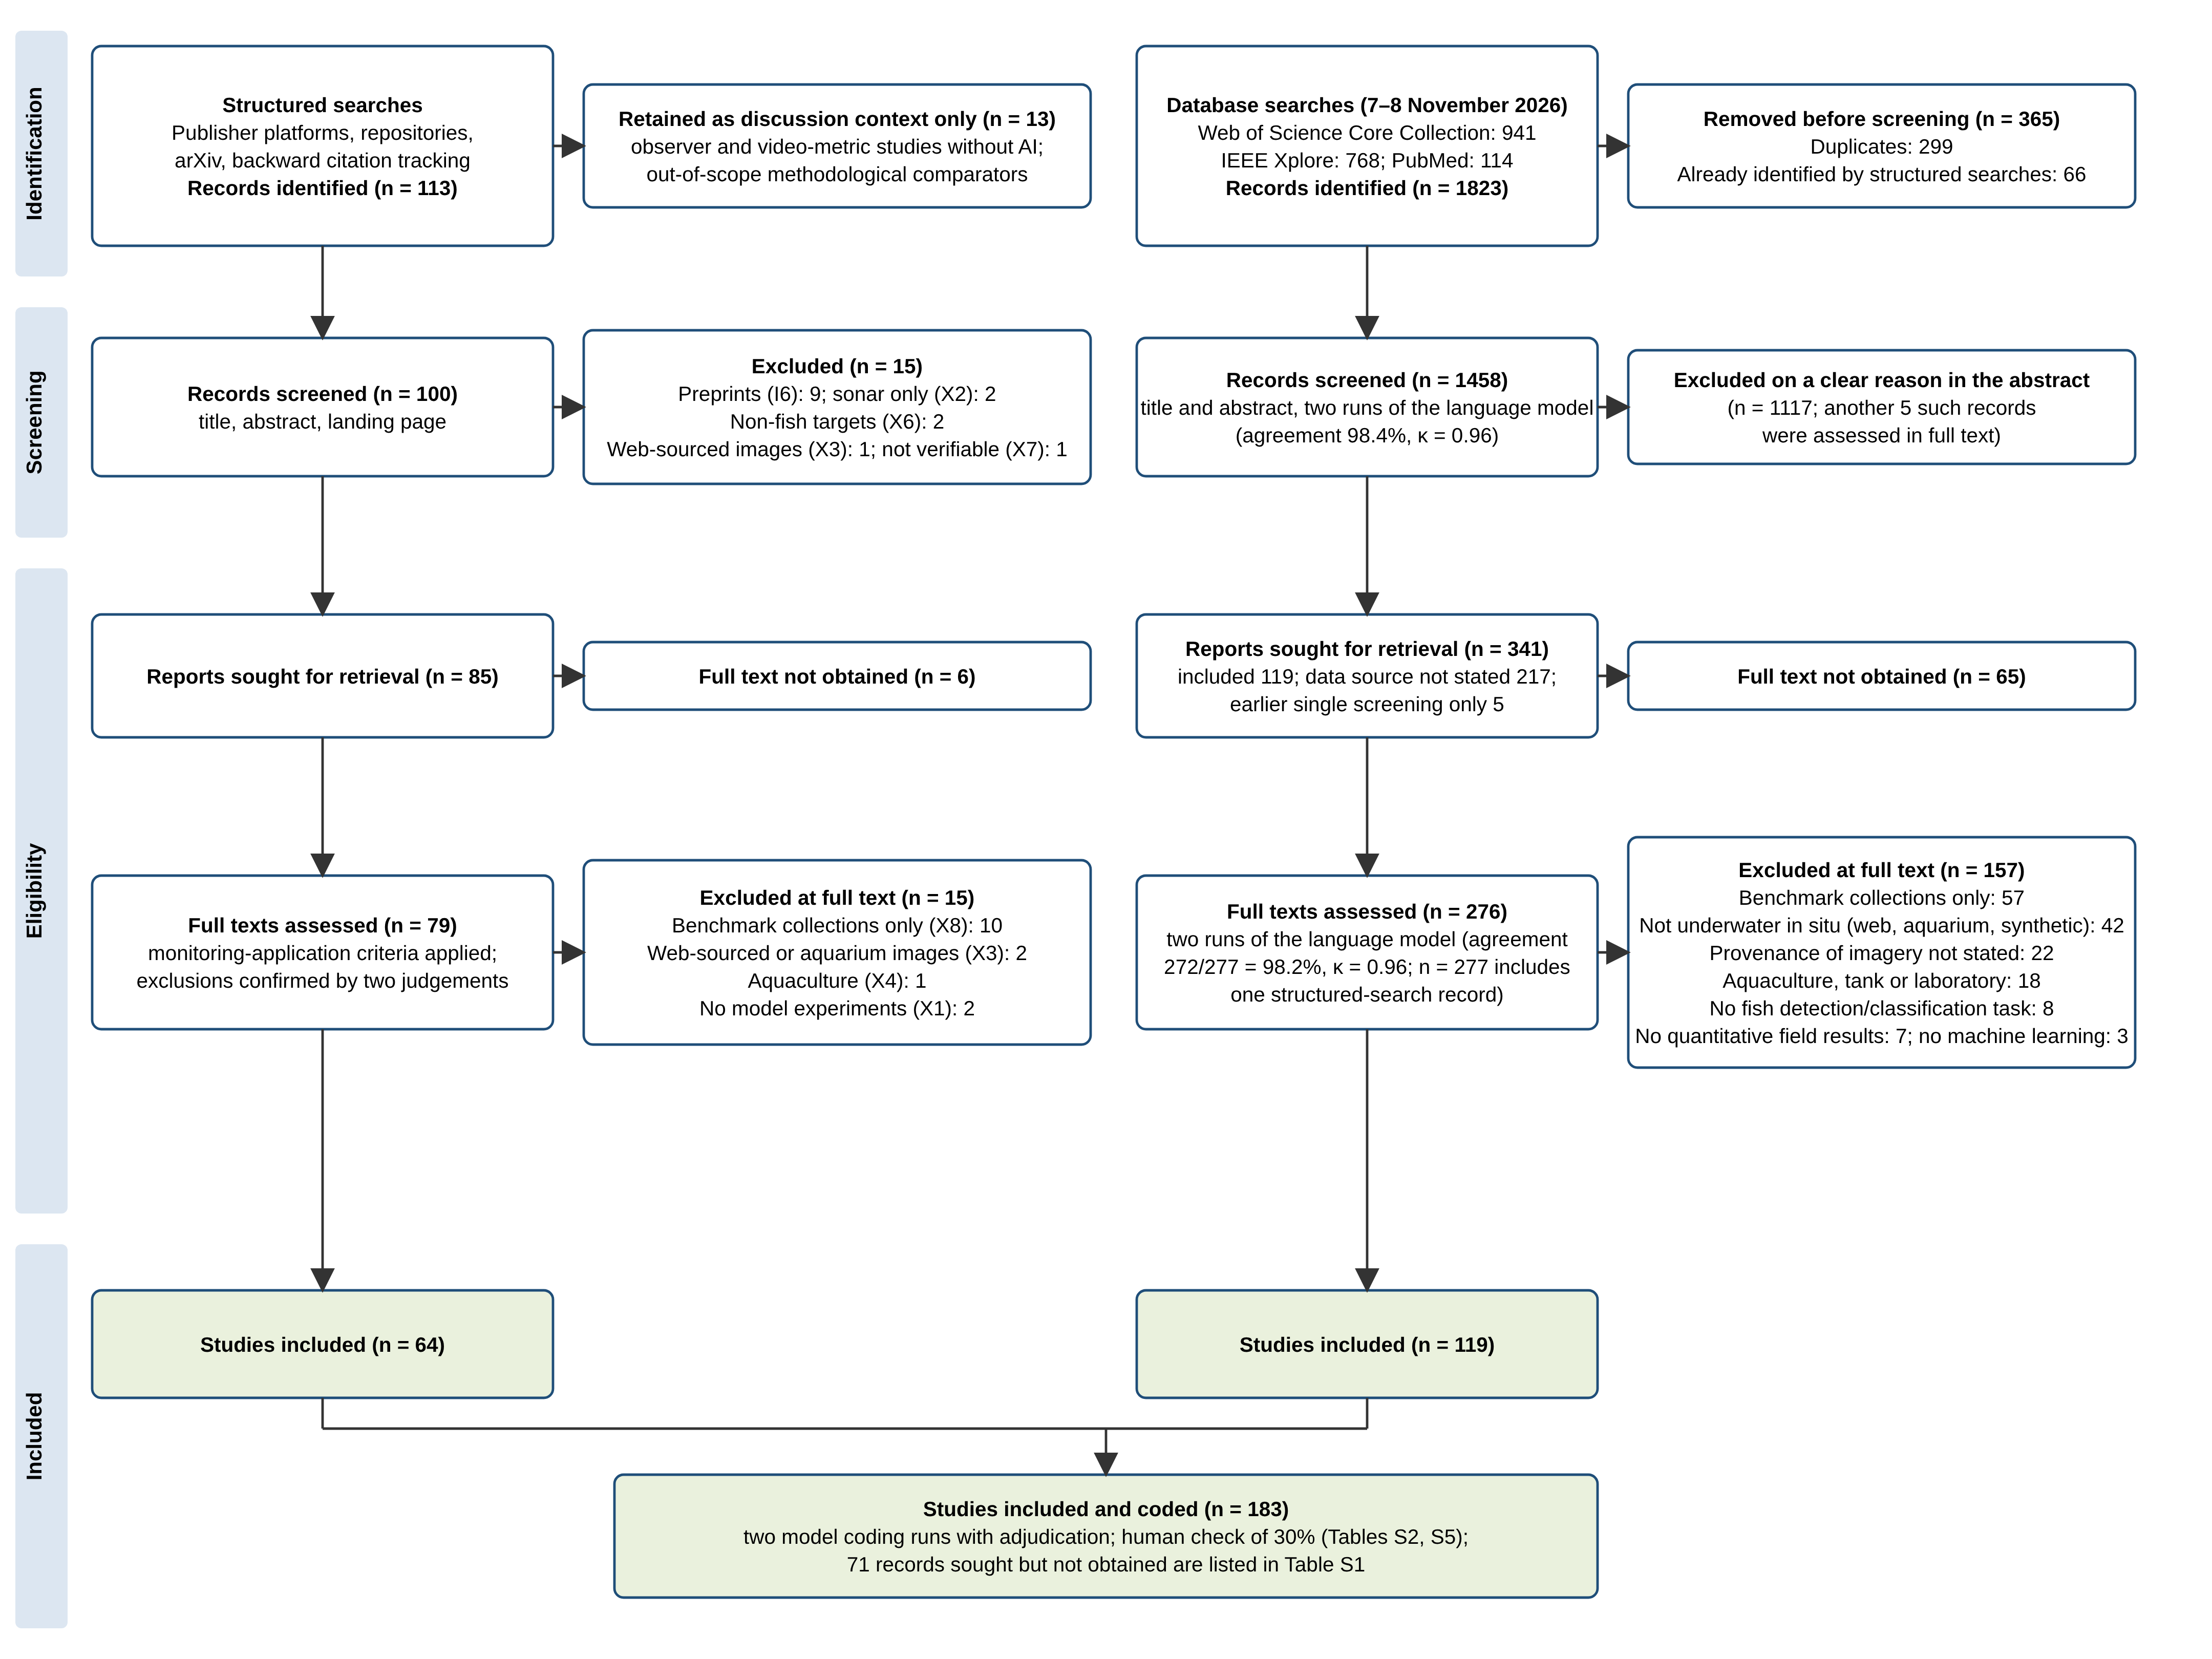 Identification
Structured searches
Publisher platforms, repositories,
arXiv, backward citation tracking
Records identified (n = 113)
Retained as discussion context only (n = 13)
observer and video-metric studies without AI;
out-of-scope methodological comparators
Database searches (7–8 November 2026)
Web of Science Core Collection: 941
IEEE Xplore: 768; PubMed: 114
Records identified (n = 1823)
Removed before screening (n = 365)
Duplicates: 299
Already identified by structured searches: 66
Screening
Records screened (n = 100)
title, abstract, landing page
Excluded (n = 15)
Preprints (I6): 9; sonar only (X2): 2
Non-fish targets (X6): 2
Web-sourced images (X3): 1; not verifiable (X7): 1
Records screened (n = 1458)
title and abstract, two runs of the language model
(agreement 98.4%, κ = 0.96)
Excluded on a clear reason in the abstract
(n = 1117; another 5 such records
were assessed in full text)
Eligibility
Reports sought for retrieval (n = 85)
Full text not obtained (n = 6)
Reports sought for retrieval (n = 341)
included 119; data source not stated 217;
earlier single screening only 5
Full text not obtained (n = 65)
Full texts assessed (n = 79)
monitoring-application criteria applied;
exclusions confirmed by two judgements
Excluded at full text (n = 15)
Benchmark collections only (X8): 10
Web-sourced or aquarium images (X3): 2
Aquaculture (X4): 1
No model experiments (X1): 2
Full texts assessed (n = 276)
two runs of the language model (agreement
272/277 = 98.2%, κ = 0.96; n = 277 includes
one structured-search record)
Excluded at full text (n = 157)
Benchmark collections only: 57
Not underwater in situ (web, aquarium, synthetic): 42
Provenance of imagery not stated: 22
Aquaculture, tank or laboratory: 18
No fish detection/classification task: 8
No quantitative field results: 7; no machine learning: 3
Included
Studies included (n = 64)
Studies included (n = 119)
Studies included and coded (n = 183)
two model coding runs with adjudication; human check of 30% (Tables S2, S5);
71 records sought but not obtained are listed in Table S1